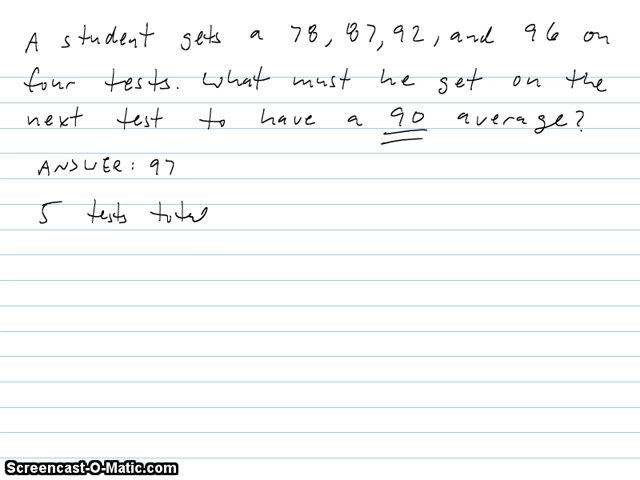 A student gets a 78, 87, 92, and 96 on
four tests. What must he get on the
next test to have a 90 average?
ANSWER: 97
5 tests total
Screencast-O-Matic.com